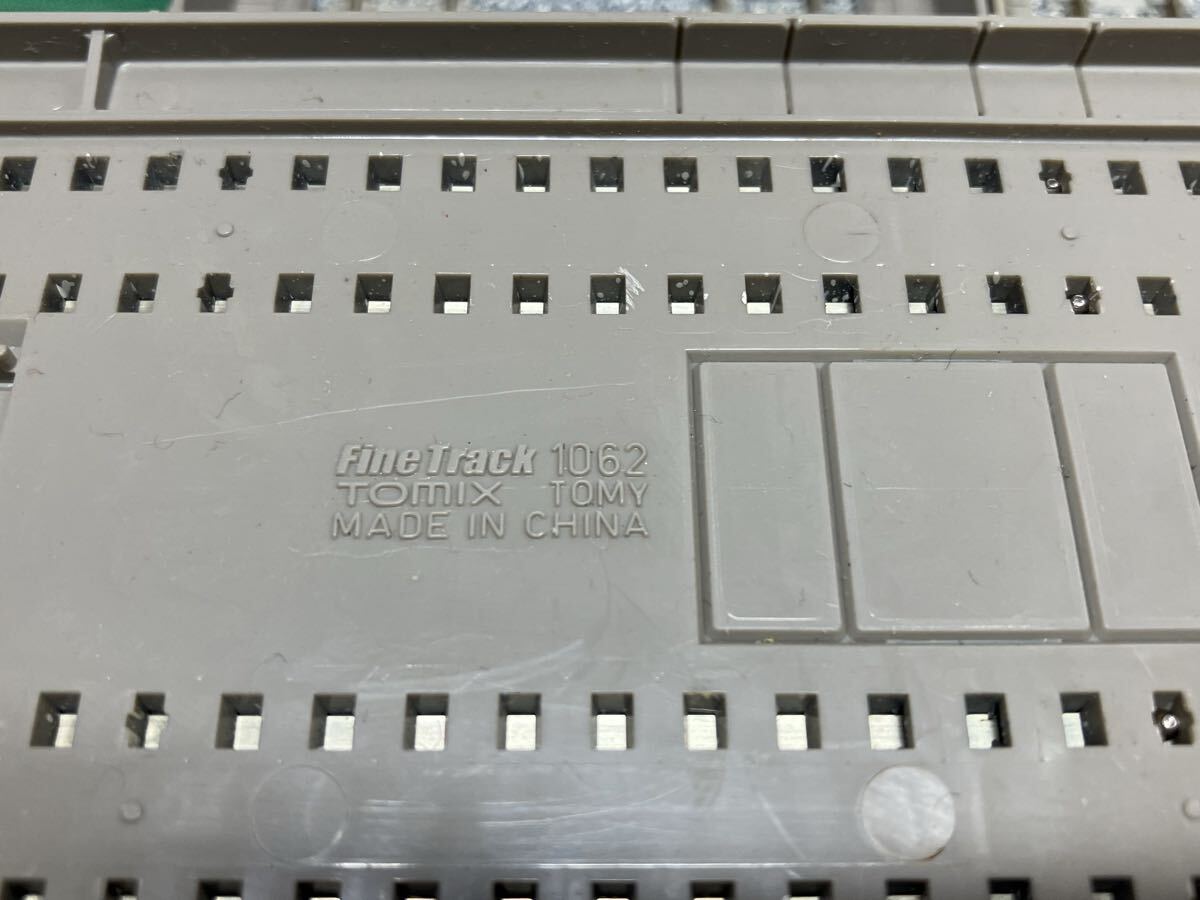 FineTrack 1062
TOMIX TOMY
MADE IN CHINA